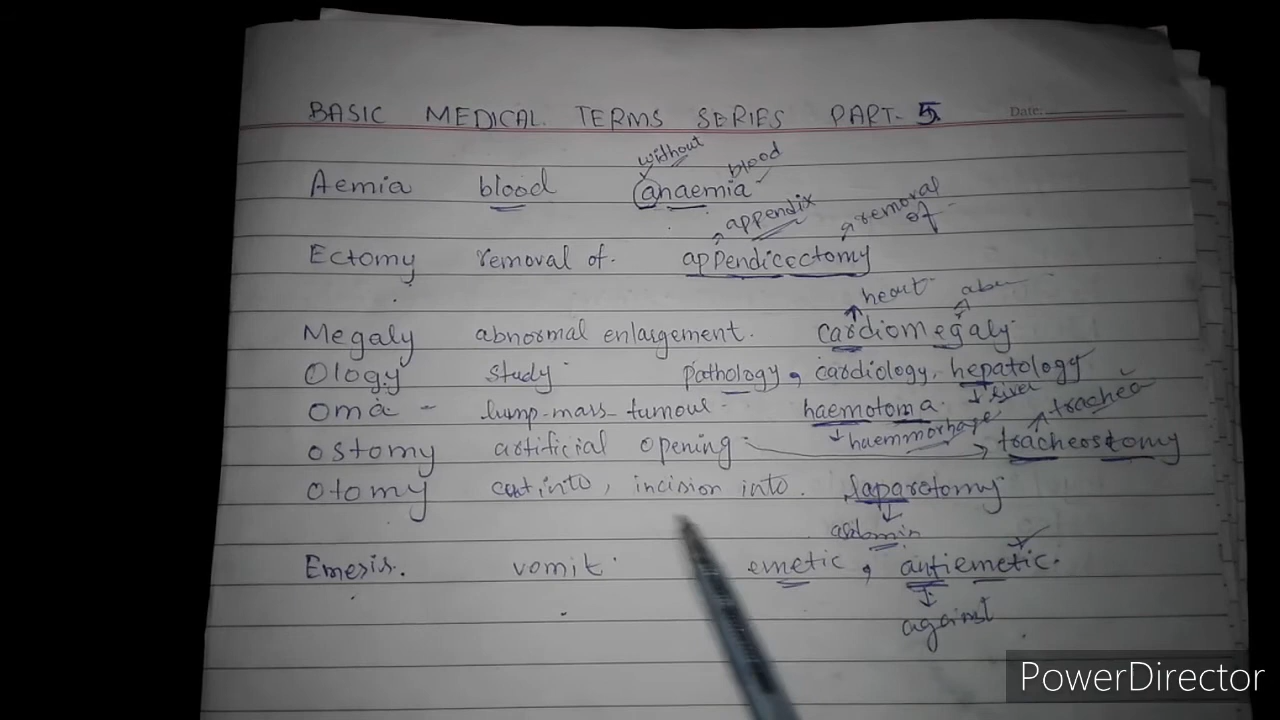 BASIC MEDICAL TERMS SERIES PART-5.
Date:
without
blood
Aemia blood anaemia
appendix
removal of
Ectomy removal of. appendicectomy
heart
abn
Megaly abnormal enlargement. cardiomegaly
Ology study pathology, cardiology, hepatology
liver
trachea
oma - lump-mass-tumour haemotoma.
haemmorhage
ostomy artificial opening tracheostomy
Otomy cut into, incision into. laparotomy
Emesis. vomit emetic, antiemetic.
against
PowerDirector